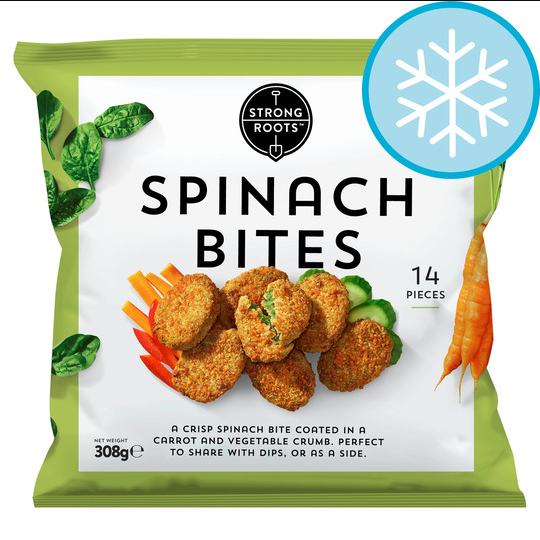 STRONG
ROOTS™
SPINACH
BITES
14
PIECES
A CRISP SPINACH BITE COATED IN A
CARROT AND VEGETABLE CRUMB. PERFECT
TO SHARE WITH DIPS, OR AS A SIDE.
NET WEIGHT
308g℮